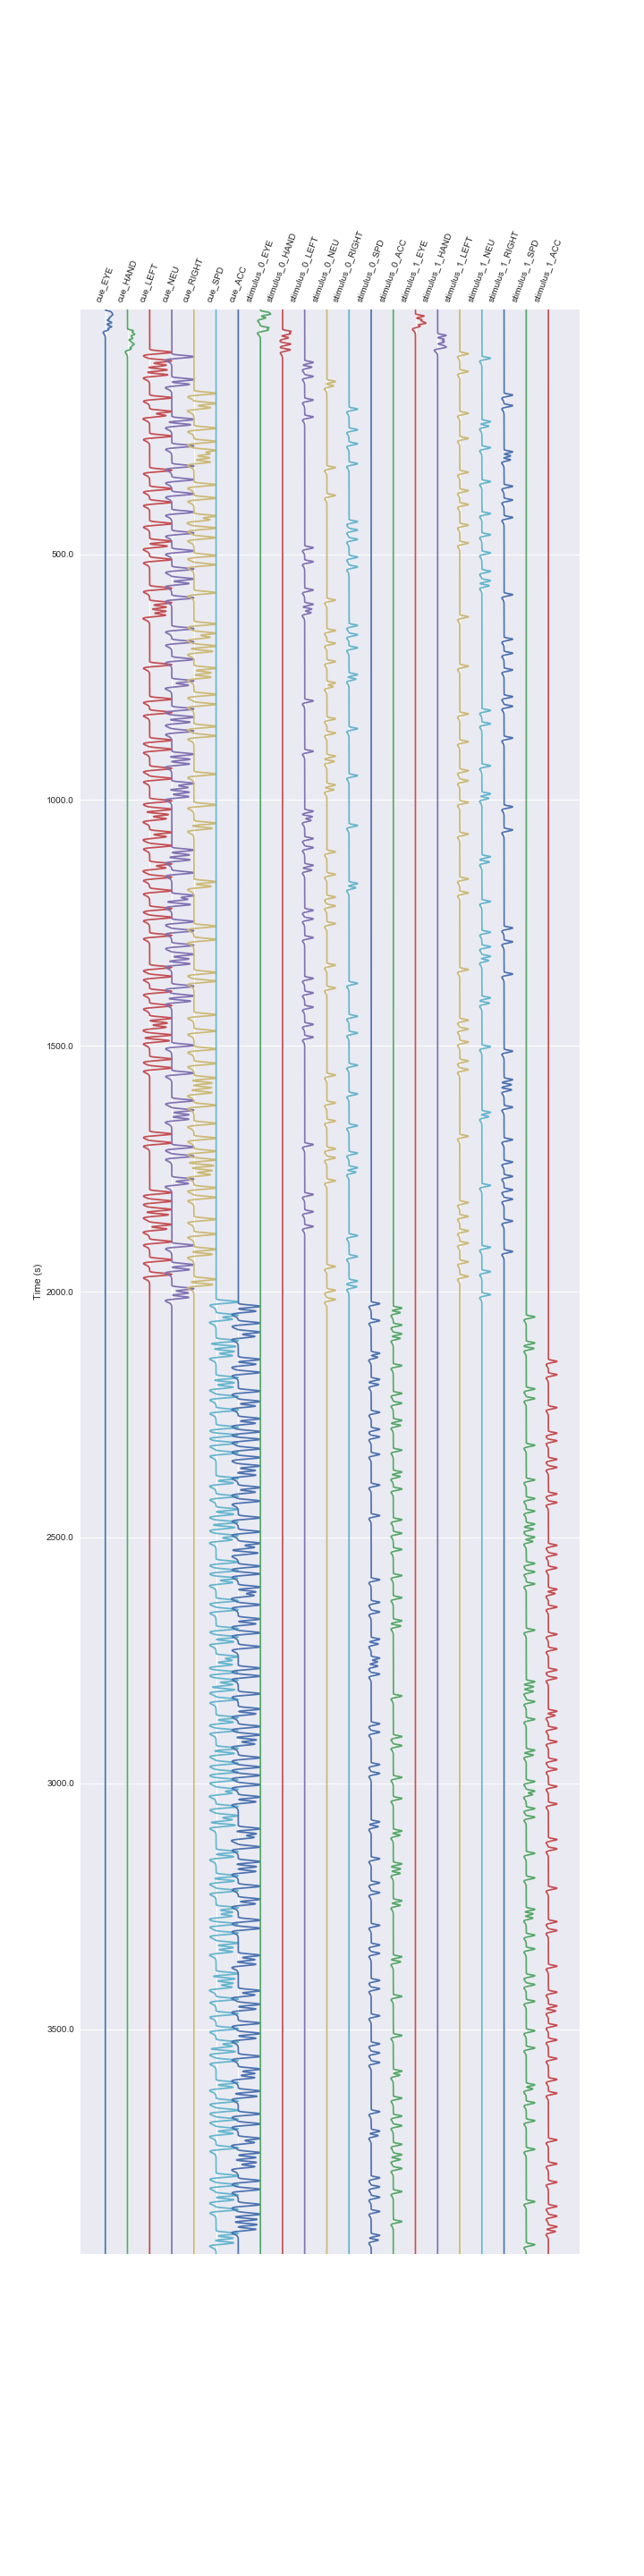 cue_EYE
cue_HAND
cue_LEFT
cue_NEU
cue_RIGHT
cue_SPD
cue_ACC
stimulus_0_EYE
stimulus_0_HAND
stimulus_0_LEFT
stimulus_0_NEU
stimulus_0_RIGHT
stimulus_0_SPD
stimulus_0_ACC
stimulus_1_EYE
stimulus_1_HAND
stimulus_1_LEFT
stimulus_1_NEU
stimulus_1_RIGHT
stimulus_1_SPD
stimulus_1_ACC
500.0
1000.0
1500.0
Time (s)
2000.0
2500.0
3000.0
3500.0